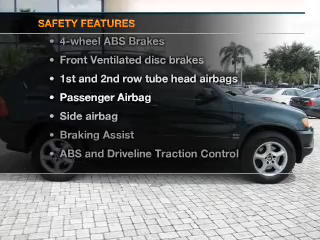 SAFETY FEATURES
• 4-wheel ABS Brakes
• Front Ventilated disc brakes
• 1st and 2nd row tube head airbags
• Passenger Airbag
• Side airbag
• Braking Assist
• ABS and Driveline Traction Control